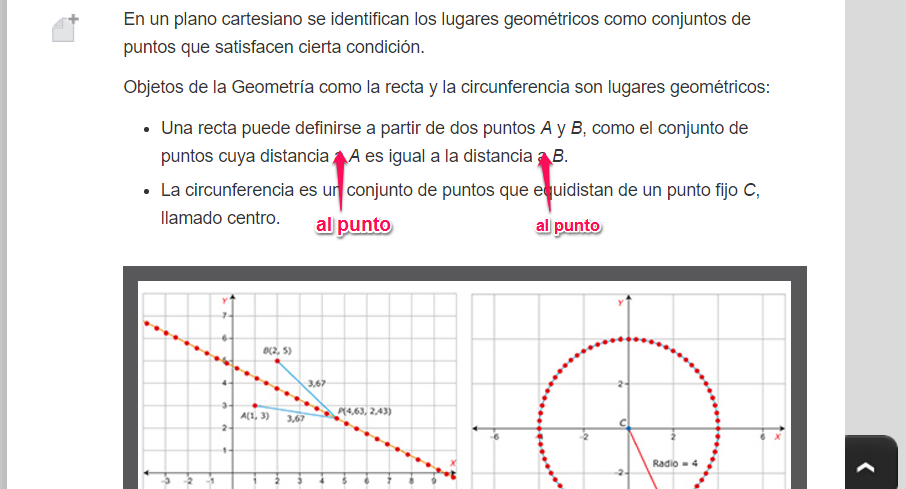 En un plano cartesiano se identifican los lugares geométricos como conjuntos de
puntos que satisfacen cierta condición.
Objetos de la Geometría como la recta y la circunferencia son lugares geométricos:
• Una recta puede definirse a partir de dos puntos A y B, como el conjunto de
puntos cuya distancia a A es igual a la distancia a B.
• La circunferencia es un conjunto de puntos que equidistan de un punto fijo C,
llamado centro.
al punto
al punto
Y
7
6
5
4
3
2
1
B(2, 5)
3,67
A(1, 3)
3,67
P(4,63, 2,43)
X
-3 -2 -1 1 2 3 4 5 6 7 8 9
Y
2
C
-6 -2 2 6 X
Radio = 4
-2